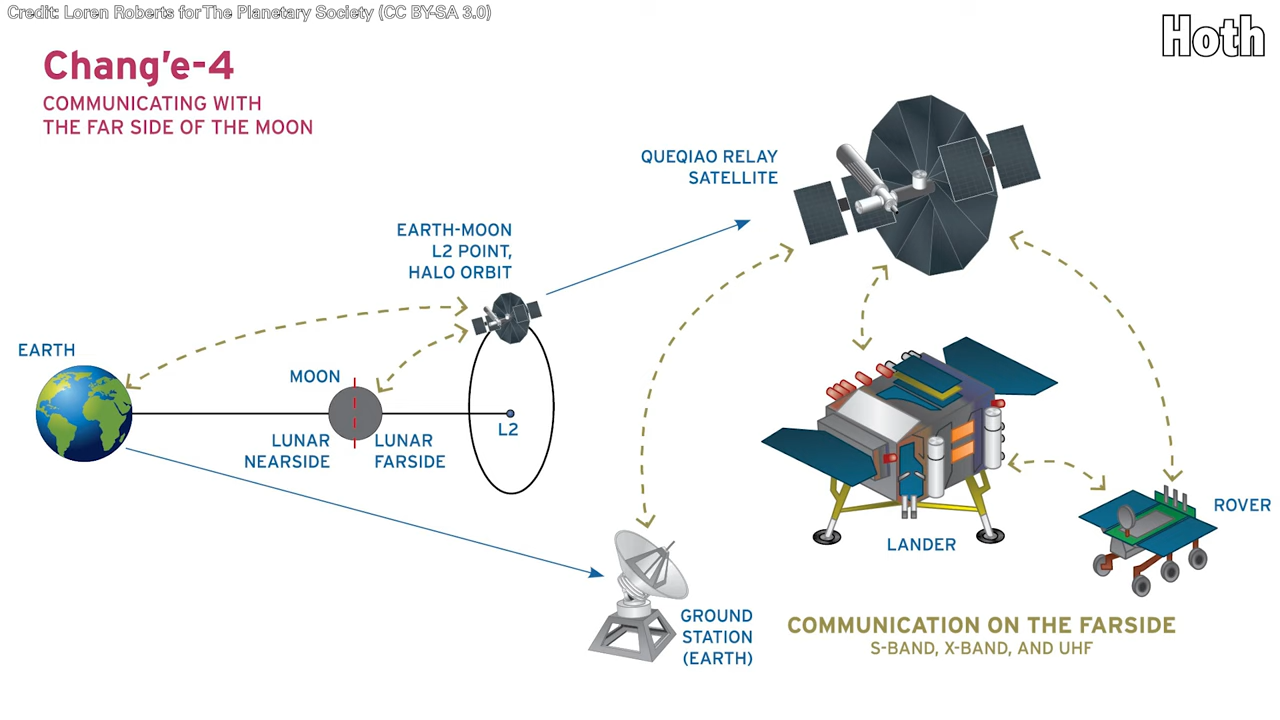 Credit: Loren Roberts for The Planetary Society (CC BY-SA 3.0)
Hoth
Chang'e-4
COMMUNICATING WITH
THE FAR SIDE OF THE MOON
QUEQIAO RELAY
SATELLITE
EARTH-MOON
L2 POINT,
HALO ORBIT
EARTH
MOON
L2
LUNAR
NEARSIDE
LUNAR
FARSIDE
ROVER
LANDER
GROUND
STATION
(EARTH)
COMMUNICATION ON THE FARSIDE
S-BAND, X-BAND, AND UHF